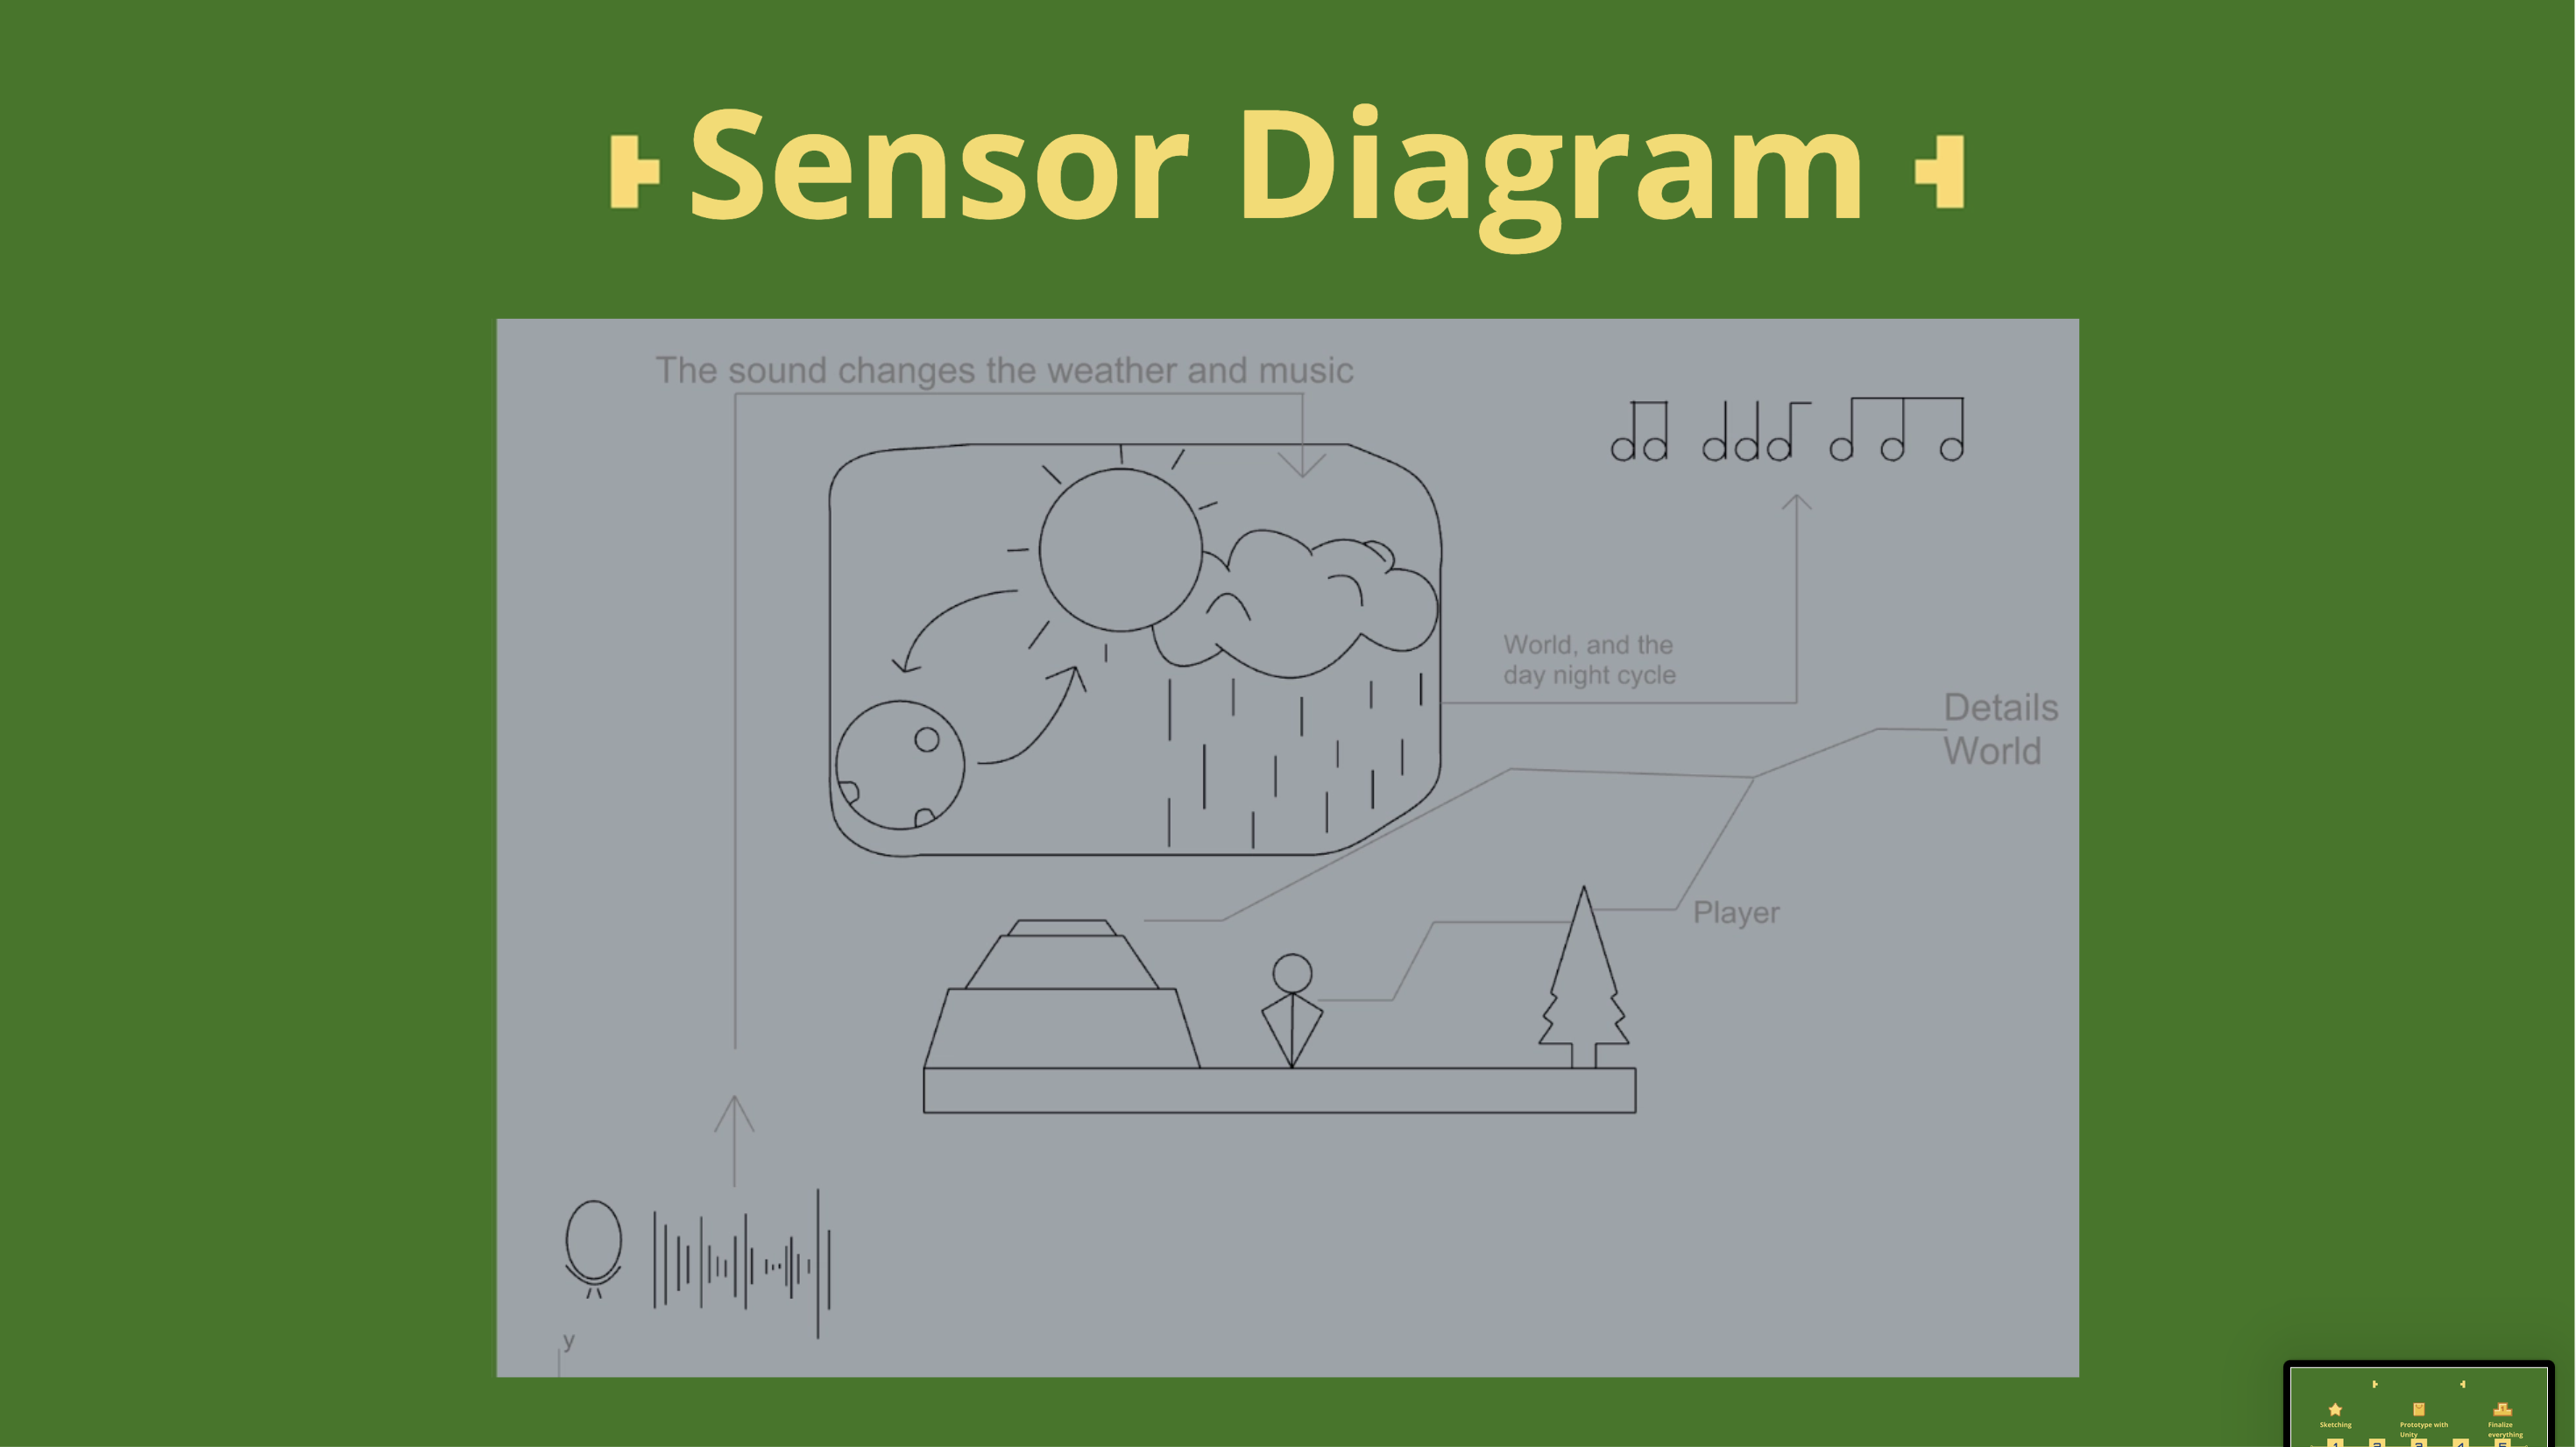 Sensor Diagram
The sound changes the weather and music
World, and the
day night cycle
Details
World
Player
y
Sketching
Prototype with
Unity
Finalize
everything